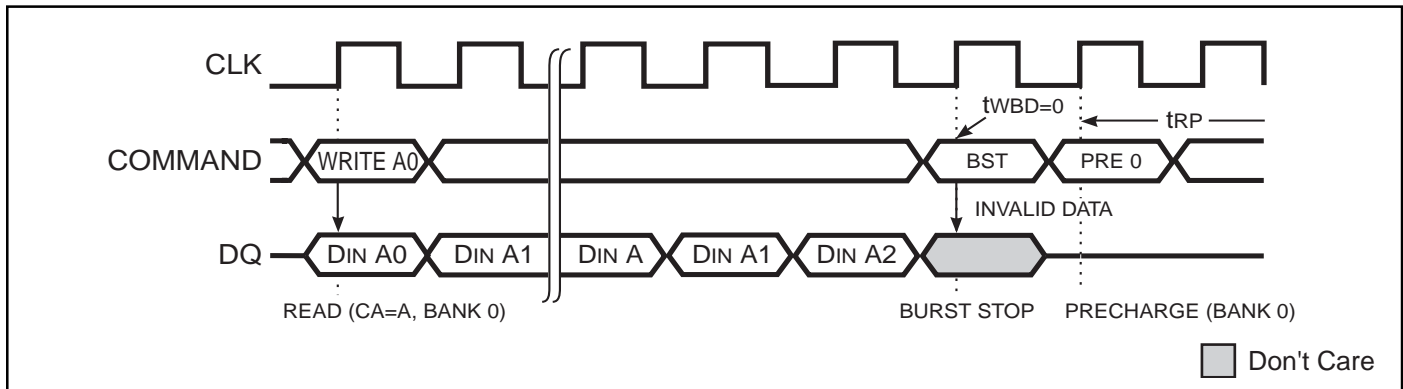 CLK
tWBD=0
tRP
COMMAND WRITE A0 BST PRE 0
INVALID DATA
DQ DIN A0 DIN A1 DIN A DIN A1 DIN A2
READ (CA=A, BANK 0) BURST STOP PRECHARGE (BANK 0)
Don't Care